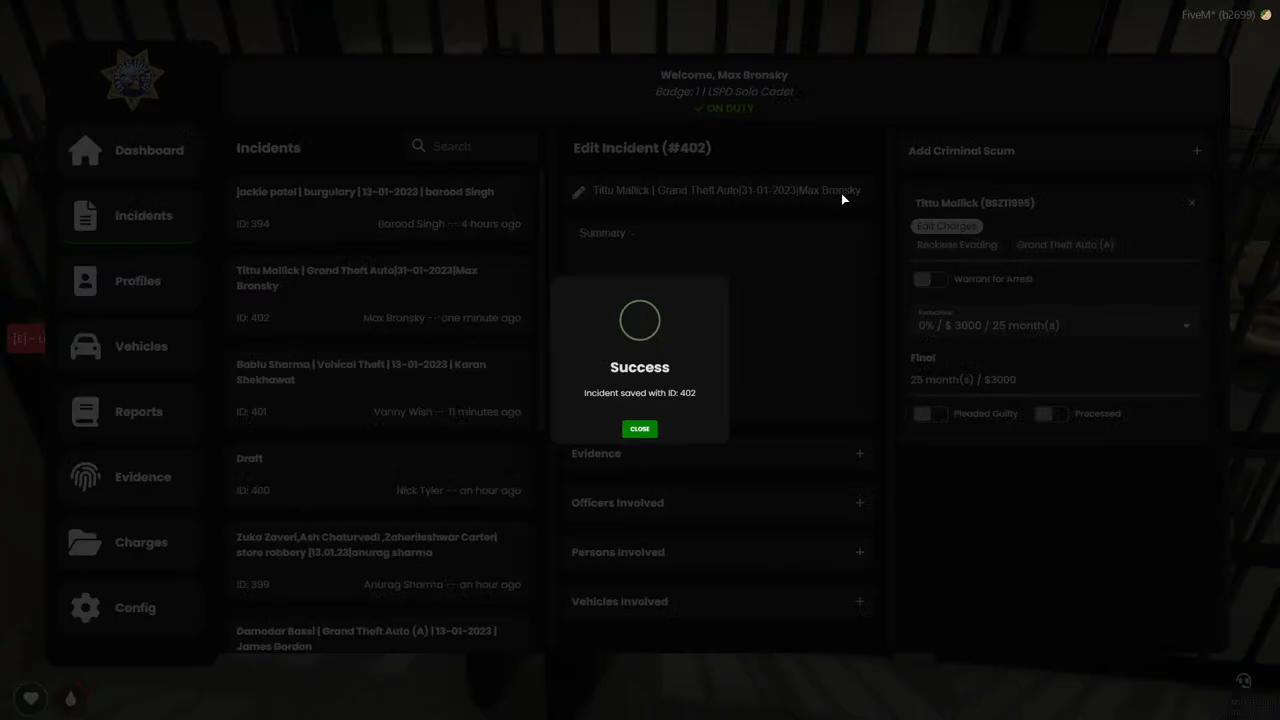 FiveM* (b2699)
Welcome, Max Bronsky
Badge: 1 | LSPD Solo Cadet
✓ ON DUTY
Dashboard
Incidents
Profiles
Vehicles
Reports
Evidence
Charges
Config
Incidents
Search
jackie patel | burgulary | 13-01-2023 | barood Singh
ID: 394
Barood Singh -- 4 hours ago
Tittu Mallick | Grand Theft Auto|31-01-2023|Max
Bronsky
ID: 402
Max Bronsky -- one minute ago
Bablu Sharma | Vahical Theft | 13-01-2023 | Karan
Shekhawat
ID: 401
Vanny Wish -- 11 minutes ago
Draft
ID: 400
Nick Tyler -- an hour ago
Zuka Zaveri,Ash Chaturvedi ,Zaherileshwar Carter|
store robbery |13.01.23|anurag sharma
ID: 399
Anurag Sharma -- an hour ago
Damodar Bassi | Grand Theft Auto (A) | 13-01-2023 |
James Gordon
Edit Incident (#402)
Tittu Mallick | Grand Theft Auto|31-01-2023|Max Bronsky
Summary :-
Success
Incident saved with ID: 402
CLOSE
Evidence
Officers Involved
Persons Involved
Vehicles Involved
Add Criminal Scum
Tittu Mallick (BSZ11995)
Edit Charges
Reckless Evading
Grand Theft Auto (A)
Warrant for Arrest
0% / $ 3000 / 25 month(s)
Final
25 month(s) / $3000
Pleaded Guilty
Processed